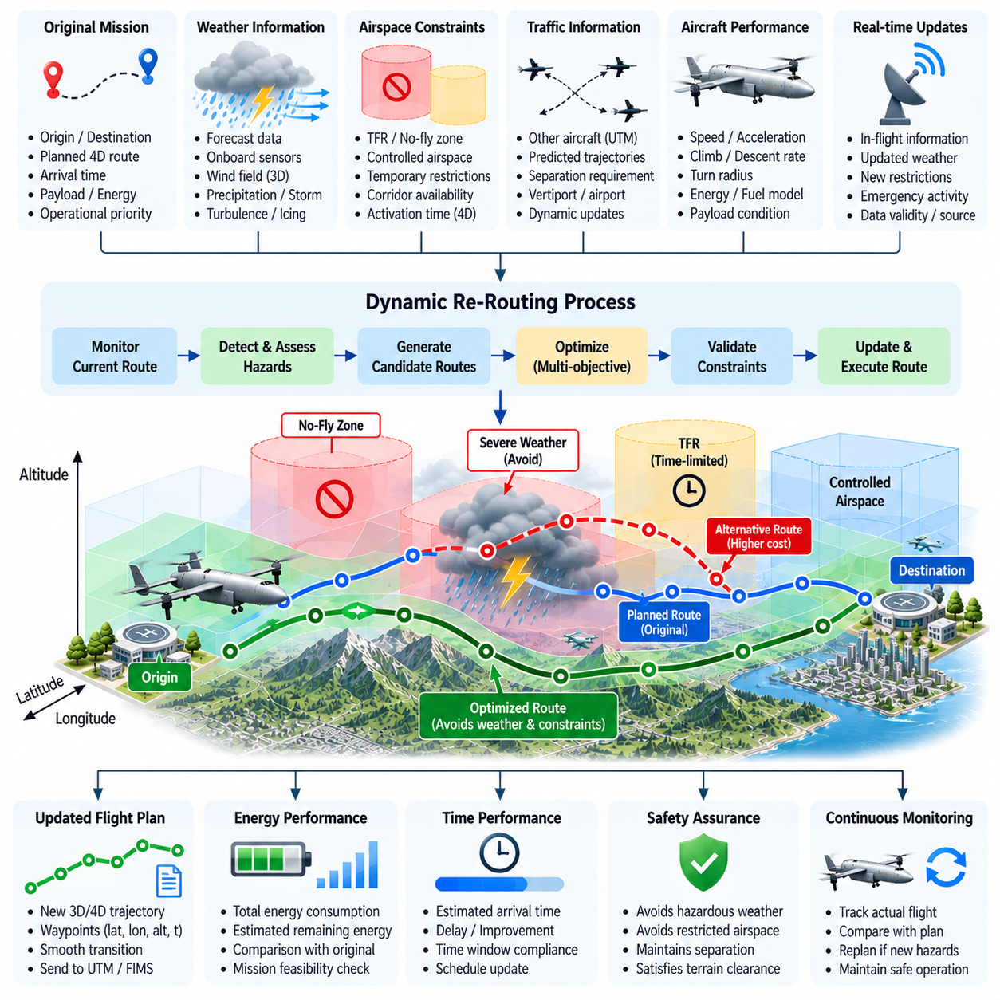 Original Mission
• Origin / Destination
• Planned 4D route
• Arrival time
• Payload / Energy
• Operational priority
Weather Information
• Forecast data
• Onboard sensors
• Wind field (3D)
• Precipitation / Storm
• Turbulence / Icing
Airspace Constraints
• TFR / No-fly zone
• Controlled airspace
• Temporary restrictions
• Corridor availability
• Activation time (4D)
Traffic Information
• Other aircraft (UTM)
• Predicted trajectories
• Separation requirement
• Vertiport / airport
• Dynamic updates
Aircraft Performance
• Speed / Acceleration
• Climb / Descent rate
• Turn radius
• Energy / Fuel model
• Payload condition
Real-time Updates
• In-flight information
• Updated weather
• New restrictions
• Emergency activity
• Data validity / source
Dynamic Re-Routing Process
Monitor
Current Route
Detect & Assess
Hazards
Generate
Candidate Routes
Optimize
(Multi-objective)
Validate
Constraints
Update &
Execute Route
No-Fly Zone
Severe Weather
(Avoid)
TFR
(Time-limited)
Controlled
Airspace
Altitude
Alternative Route
(Higher cost)
Destination
Planned Route
(Original)
Origin
Latitude
Longitude
Optimized Route
(Avoids weather & constraints)
H
H
Updated Flight Plan
• New 3D/4D trajectory
• Waypoints (lat, lon, alt, t)
• Smooth transition
• Send to UTM / FIMS
Energy Performance
• Total energy consumption
• Estimated remaining energy
• Comparison with original
• Mission feasibility check
Time Performance
• Estimated arrival time
• Delay / Improvement
• Time window compliance
• Schedule update
Safety Assurance
• Avoids hazardous weather
• Avoids restricted airspace
• Maintains separation
• Satisfies terrain clearance
Continuous Monitoring
• Track actual flight
• Compare with plan
• Replan if new hazards
• Maintain safe operation